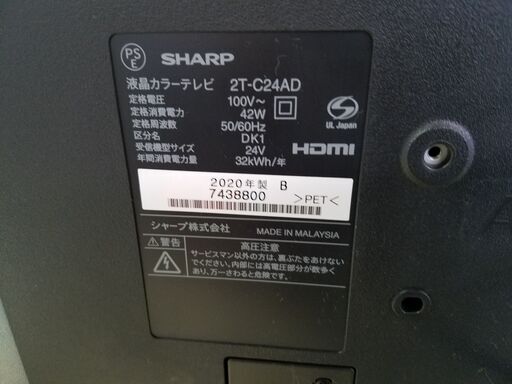 PS
E
SHARP
液晶カラーテレビ 2T-C24AD
定格電圧 100V～
定格消費電力 42W
定格周波数 50/60Hz
区分名 DK1
受信機型サイズ 24V
年間消費電力量 32kWh/年
S
UL Japan
HDMI
2020年製 B
7438800
>PET<
シャープ株式会社 MADE IN MALAYSIA
⚠警告 高圧注意
サービスマン以外の方は、裏ぶたをあけないで
ください。内部には高電圧部分が数多く
あり、万一さわると危険です。